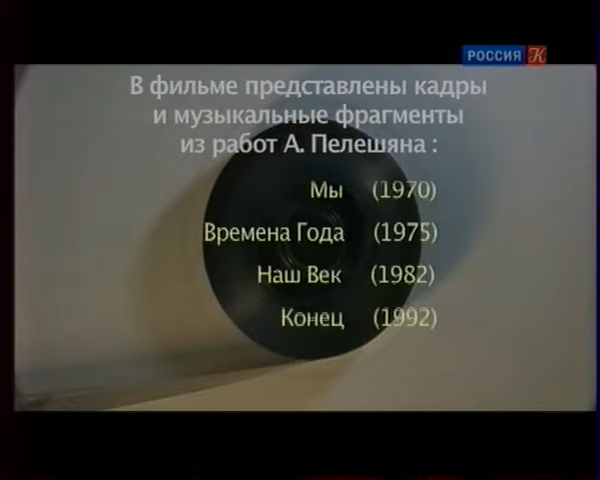 РОССИЯ К
В фильме представлены кадры
и музыкальные фрагменты
из работ А. Пелешяна :
Мы (1970)
Времена Года (1975)
Наш Век (1982)
Конец (1992)